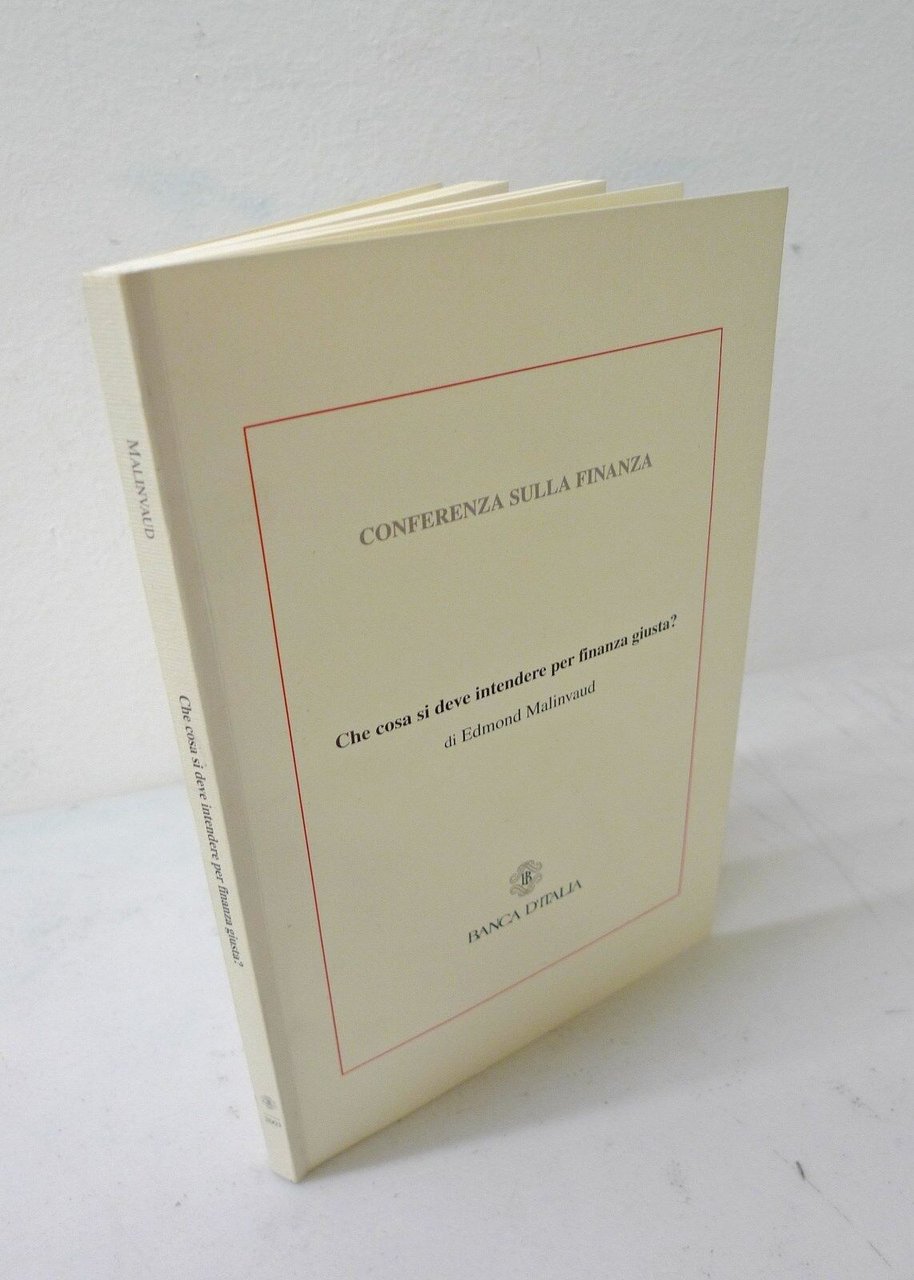 CONFERENZA SULLA FINANZA
Che cosa si deve intendere per finanza giusta?
di Edmond Malinvaud
BANCA D'ITALIA
MALINVAUD
Che cosa si deve intendere per finanza giusta?